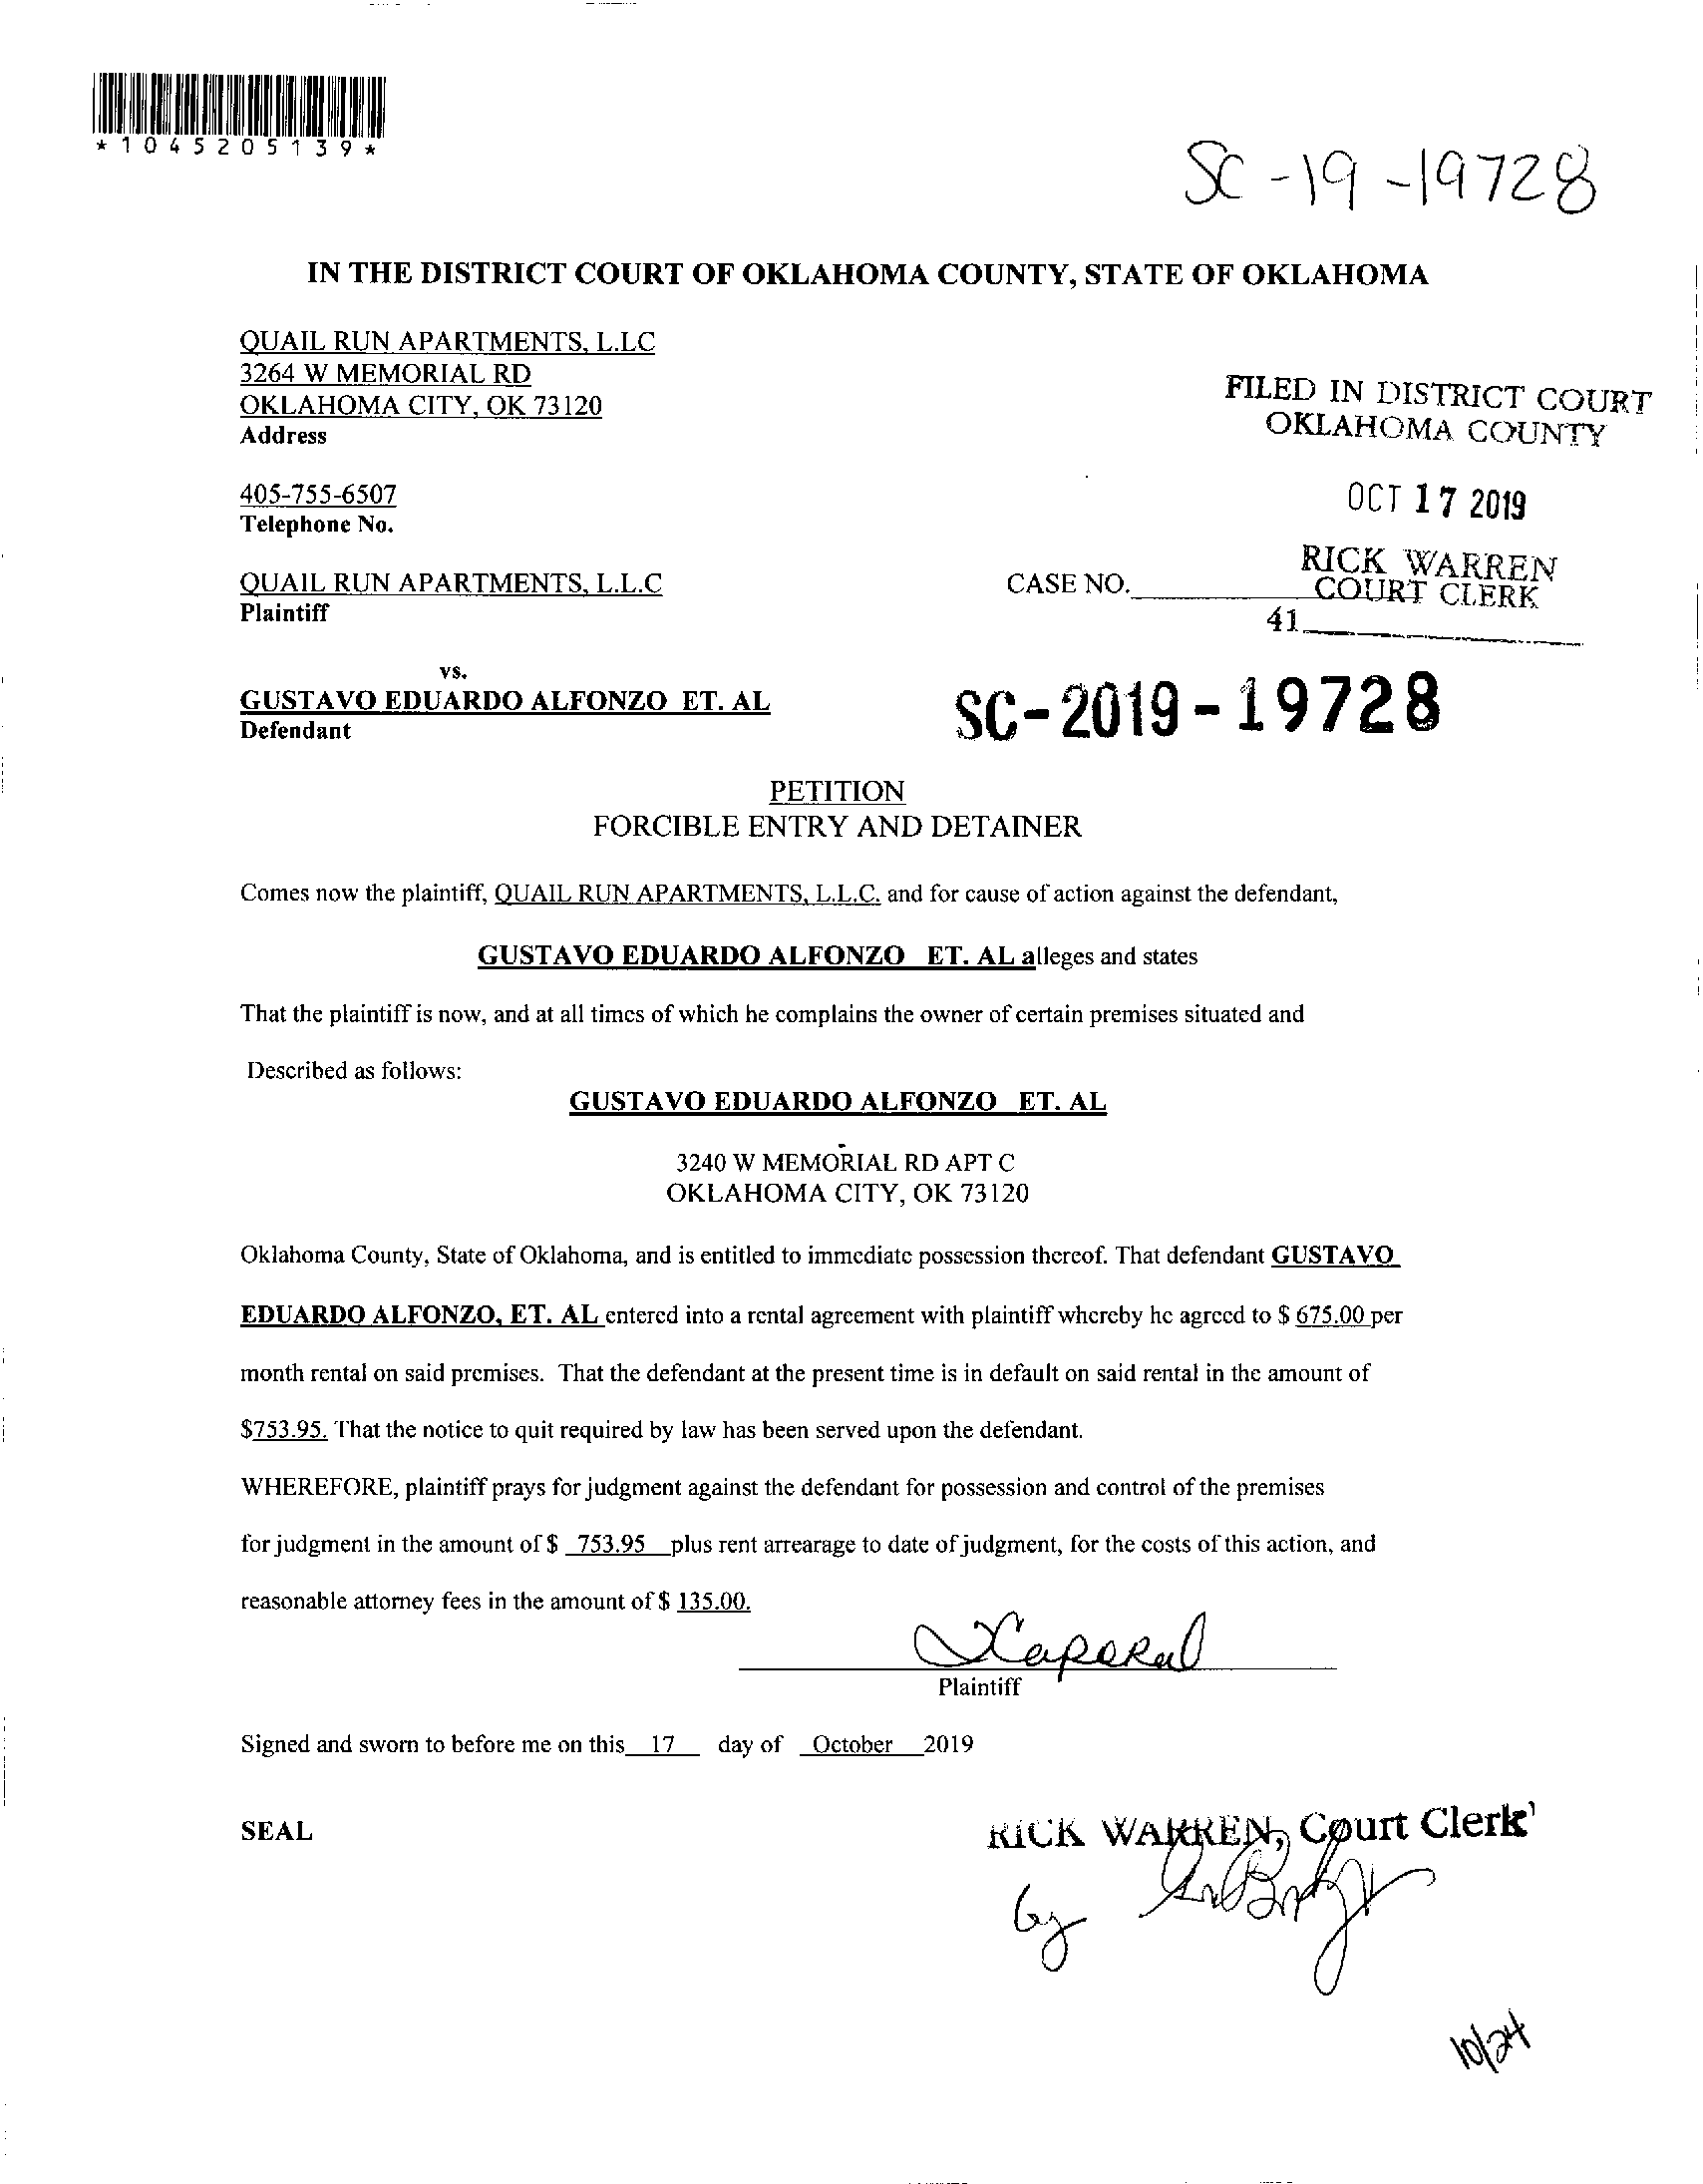 *1045205139*
SC-19-19728
IN THE DISTRICT COURT OF OKLAHOMA COUNTY, STATE OF OKLAHOMA
QUAIL RUN APARTMENTS, L.LC
3264 W MEMORIAL RD
OKLAHOMA CITY, OK 73120
Address
FILED IN DISTRICT COURT
OKLAHOMA COUNTY
405-755-6507
Telephone No.
OCT 17 2019
RICK WARREN
COURT CLERK
41
QUAIL RUN APARTMENTS, L.L.C
Plaintiff
CASE NO.
vs.
GUSTAVO EDUARDO ALFONZO ET. AL
Defendant
SC-2019-19728
PETITION
FORCIBLE ENTRY AND DETAINER
Comes now the plaintiff, QUAIL RUN APARTMENTS, L.L.C. and for cause of action against the defendant,
GUSTAVO EDUARDO ALFONZO ET. AL alleges and states
That the plaintiff is now, and at all times of which he complains the owner of certain premises situated and
Described as follows:
GUSTAVO EDUARDO ALFONZO ET. AL
3240 W MEMORIAL RD APT C
OKLAHOMA CITY, OK 73120
Oklahoma County, State of Oklahoma, and is entitled to immediate possession thereof. That defendant GUSTAVO
EDUARDO ALFONZO, ET. AL entered into a rental agreement with plaintiff whereby he agreed to $ 675.00 per
month rental on said premises. That the defendant at the present time is in default on said rental in the amount of
$753.95. That the notice to quit required by law has been served upon the defendant.
WHEREFORE, plaintiff prays for judgment against the defendant for possession and control of the premises
for judgment in the amount of $ 753.95 plus rent arrearage to date of judgment, for the costs of this action, and
reasonable attorney fees in the amount of $ 135.00.
Plaintiff
Signed and sworn to before me on this 17 day of October 2019
SEAL
RICK WARREN, Court Clerk
by
10/24